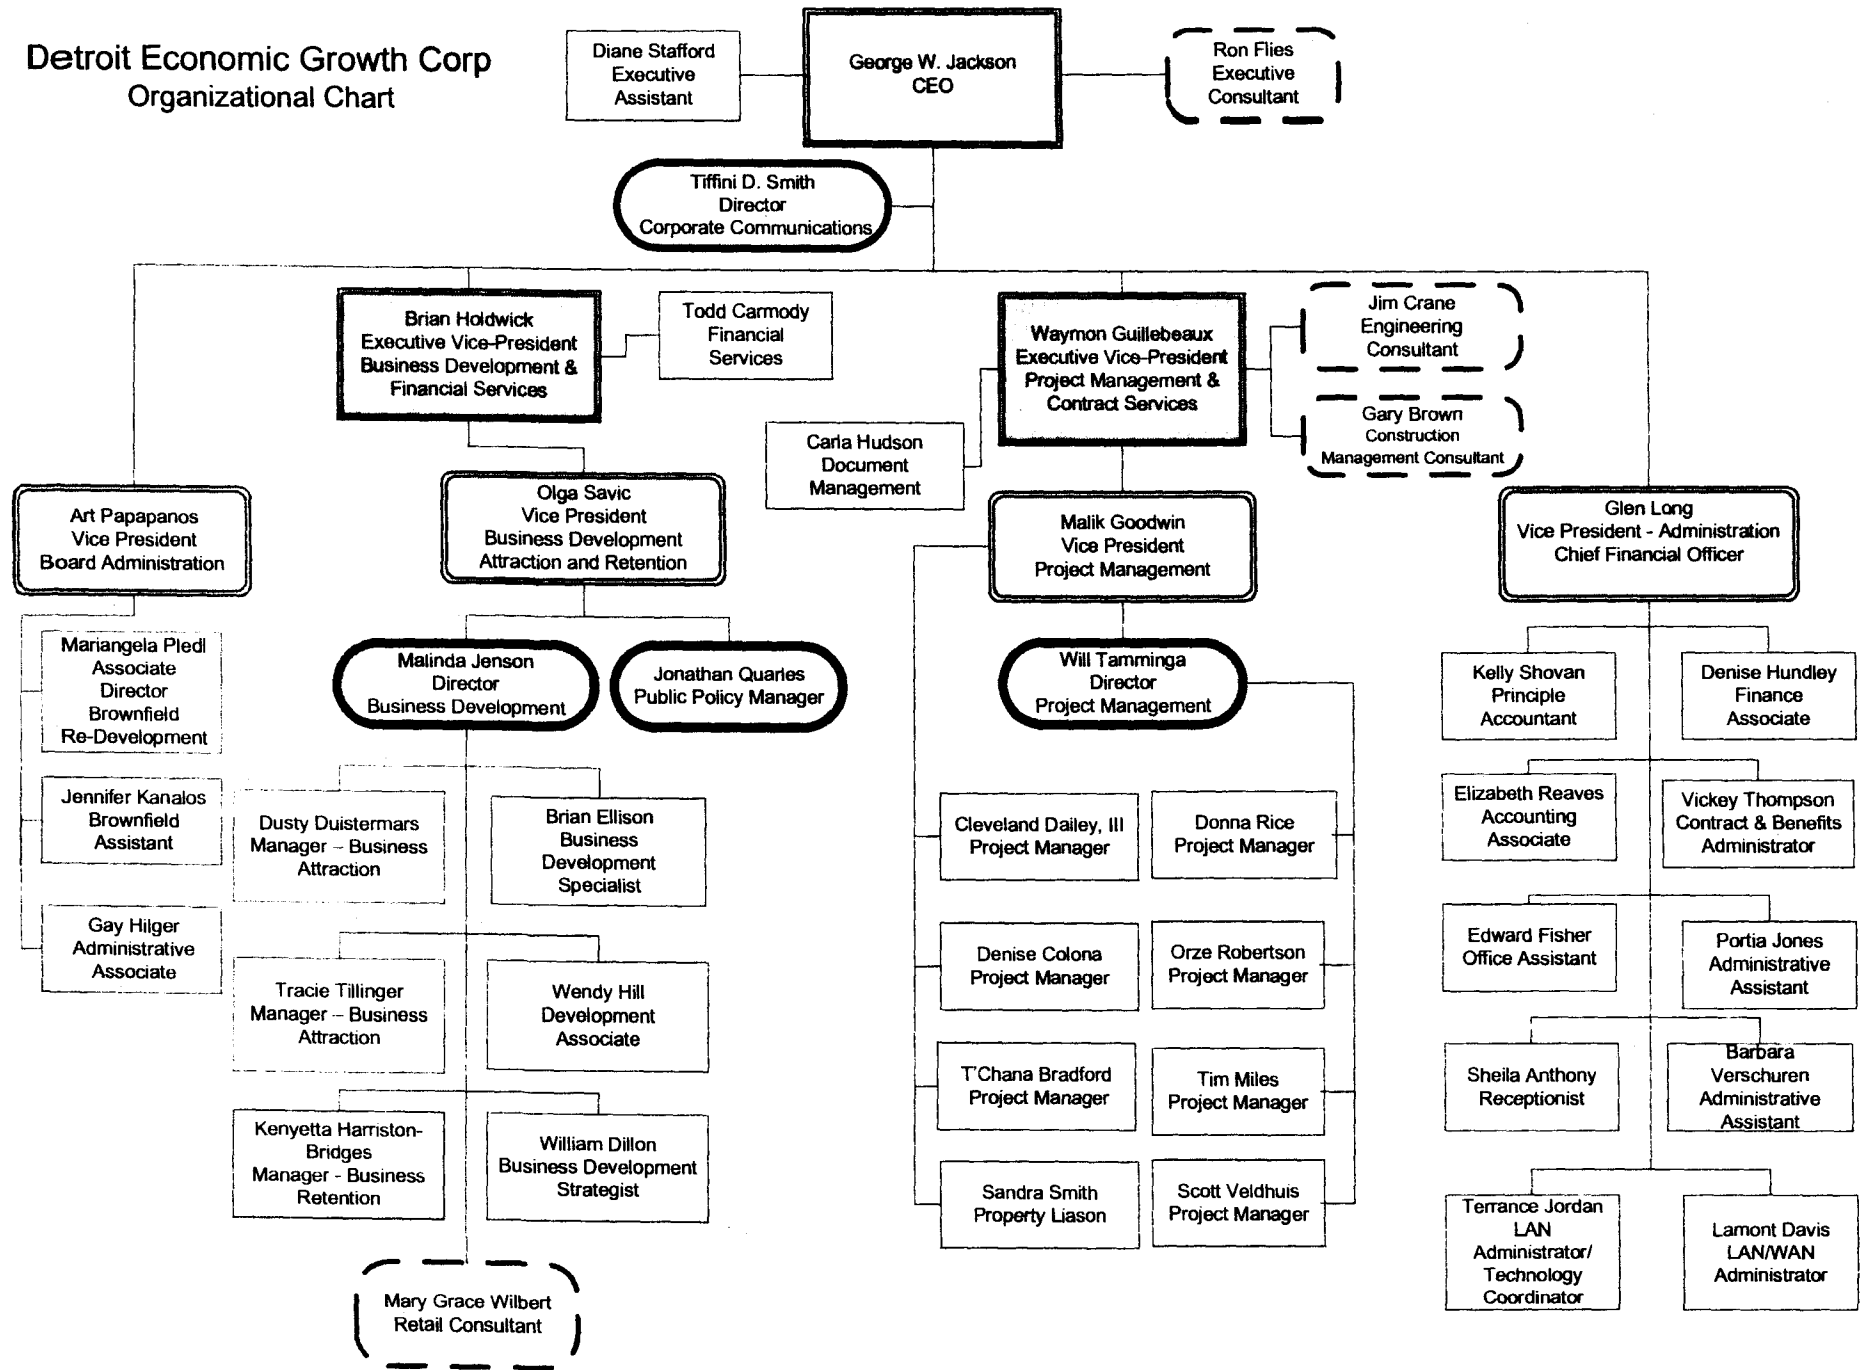 Detroit Economic Growth Corp
Organizational Chart
Diane Stafford
Executive
Assistant
George W. Jackson
CEO
Ron Flies
Executive
Consultant
Tiffini D. Smith
Director
Corporate Communications
Brian Holdwick
Executive Vice-President
Business Development &
Financial Services
Todd Carmody
Financial
Services
Waymon Guillebeaux
Executive Vice-President
Project Management &
Contract Services
Jim Crane
Engineering
Consultant
Gary Brown
Construction
Management Consultant
Carla Hudson
Document
Management
Art Papapanos
Vice President
Board Administration
Olga Savic
Vice President
Business Development
Attraction and Retention
Malik Goodwin
Vice President
Project Management
Glen Long
Vice President - Administration
Chief Financial Officer
Mariangela Pledl
Associate
Director
Brownfield
Re-Development
Jennifer Kanalos
Brownfield
Assistant
Gay Hilger
Administrative
Associate
Malinda Jenson
Director
Business Development
Jonathan Quarles
Public Policy Manager
Dusty Duistermars
Manager – Business
Attraction
Brian Ellison
Business
Development
Specialist
Tracie Tillinger
Manager – Business
Attraction
Wendy Hill
Development
Associate
Kenyetta Harriston-
Bridges
Manager - Business
Retention
William Dillon
Business Development
Strategist
Mary Grace Wilbert
Retail Consultant
Will Tamminga
Director
Project Management
Cleveland Dailey, III
Project Manager
Donna Rice
Project Manager
Denise Colona
Project Manager
Orze Robertson
Project Manager
T'Chana Bradford
Project Manager
Tim Miles
Project Manager
Sandra Smith
Property Liason
Scott Veldhuis
Project Manager
Kelly Shovan
Principle
Accountant
Denise Hundley
Finance
Associate
Elizabeth Reaves
Accounting
Associate
Vickey Thompson
Contract & Benefits
Administrator
Edward Fisher
Office Assistant
Portia Jones
Administrative
Assistant
Sheila Anthony
Receptionist
Barbara
Verschuren
Administrative
Assistant
Terrance Jordan
LAN
Administrator/
Technology
Coordinator
Lamont Davis
LAN/WAN
Administrator